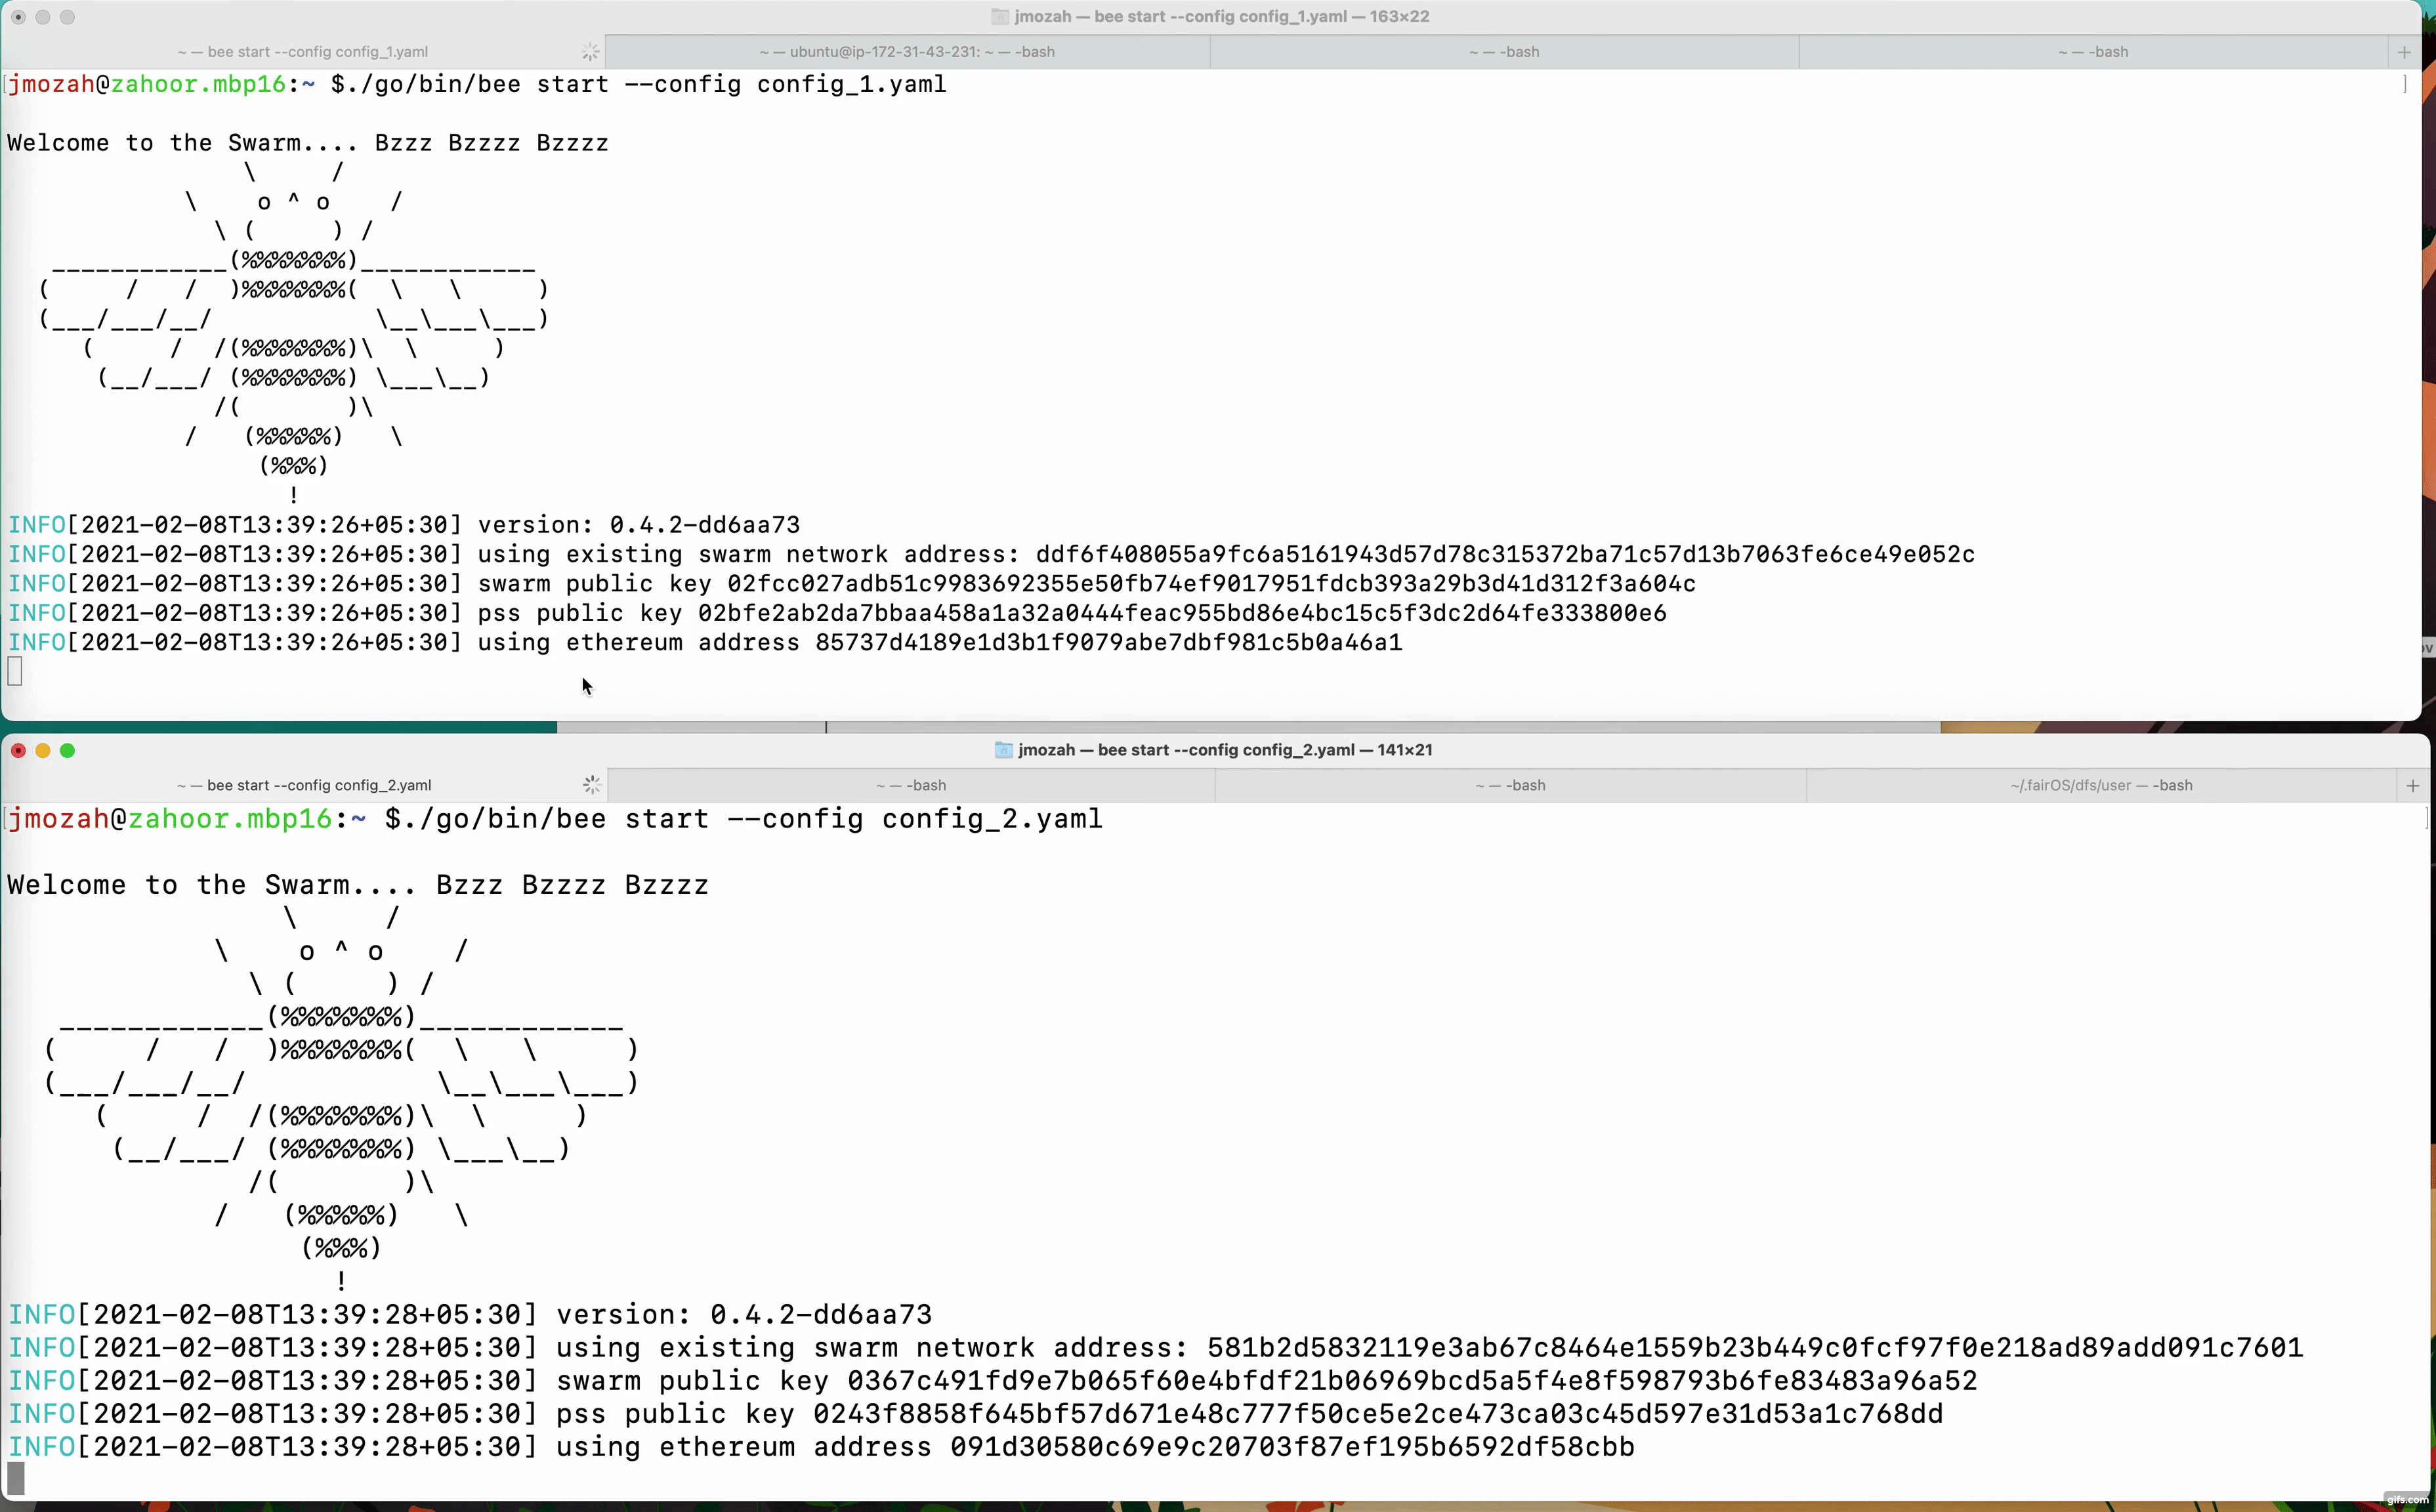 jmozah — bee start --config config_1.yaml — 163×22
~ — bee start --config config_1.yaml
~ — ubuntu@ip-172-31-43-231: ~ — -bash
~ — -bash
~ — -bash
+
[jmozah@zahoor.mbp16:~ $./go/bin/bee start --config config_1.yaml ]
Welcome to the Swarm.... Bzzz Bzzzz Bzzzz
                \     /
            \    o ^ o    /
              \ (     ) /
   ____________(%%%%%%%)____________
  (     /   /  )%%%%%%%(  \   \     )
  (___/___/__/           \__\___\___)
     (     /  /(%%%%%%%)\  \     )
      (__/___/ (%%%%%%%) \___\__)
              /(       )\
            /   (%%%%%)   \
                 (%%%)
                   !
INFO[2021-02-08T13:39:26+05:30] version: 0.4.2-dd6aa73
INFO[2021-02-08T13:39:26+05:30] using existing swarm network address: ddf6f408055a9fc6a5161943d57d78c315372ba71c57d13b7063fe6ce49e052c
INFO[2021-02-08T13:39:26+05:30] swarm public key 02fcc027adb51c9983692355e50fb74ef9017951fdcb393a29b3d41d312f3a604c
INFO[2021-02-08T13:39:26+05:30] pss public key 02bfe2ab2da7bbaa458a1a32a0444feac955bd86e4bc15c5f3dc2d64fe333800e6
INFO[2021-02-08T13:39:26+05:30] using ethereum address 85737d4189e1d3b1f9079abe7dbf981c5b0a46a1
jmozah — bee start --config config_2.yaml — 141×21
~ — bee start --config config_2.yaml
~ — -bash
~ — -bash
~/.fairOS/dfs/user — -bash
+
[jmozah@zahoor.mbp16:~ $./go/bin/bee start --config config_2.yaml ]
Welcome to the Swarm.... Bzzz Bzzzz Bzzzz
                \     /
            \    o ^ o    /
              \ (     ) /
   ____________(%%%%%%%)____________
  (     /   /  )%%%%%%%(  \   \     )
  (___/___/__/           \__\___\___)
     (     /  /(%%%%%%%)\  \     )
      (__/___/ (%%%%%%%) \___\__)
              /(       )\
            /   (%%%%%)   \
                 (%%%)
                   !
INFO[2021-02-08T13:39:28+05:30] version: 0.4.2-dd6aa73
INFO[2021-02-08T13:39:28+05:30] using existing swarm network address: 581b2d5832119e3ab67c8464e1559b23b449c0fcf97f0e218ad89add091c7601
INFO[2021-02-08T13:39:28+05:30] swarm public key 0367c491fd9e7b065f60e4bfdf21b06969bcd5a5f4e8f598793b6fe83483a96a52
INFO[2021-02-08T13:39:28+05:30] pss public key 0243f8858f645bf57d671e48c777f50ce5e2ce473ca03c45d597e31d53a1c768dd
INFO[2021-02-08T13:39:28+05:30] using ethereum address 091d30580c69e9c20703f87ef195b6592df58cbb
gifs.com